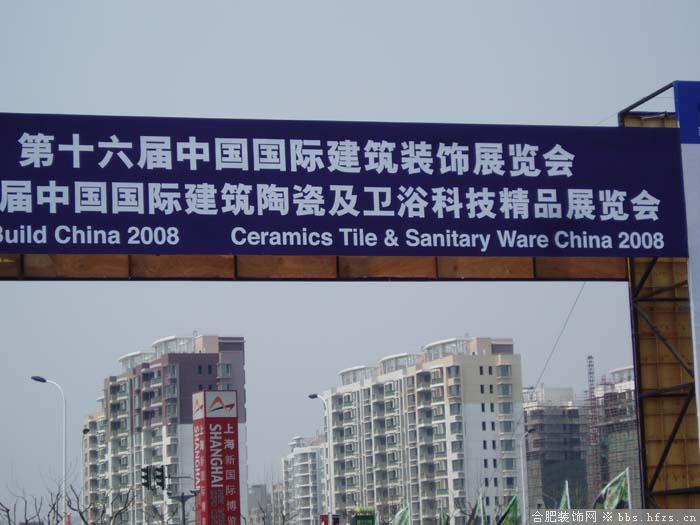 第十六届中国国际建筑装饰展览会
届中国国际建筑陶瓷及卫浴科技精品展览会
Build China 2008 Ceramics Tile & Sanitary Ware China 2008
SHANGHAI
上海新国际博
SHANGHAI
合肥装饰网 ※ bbs.hfzs.cn